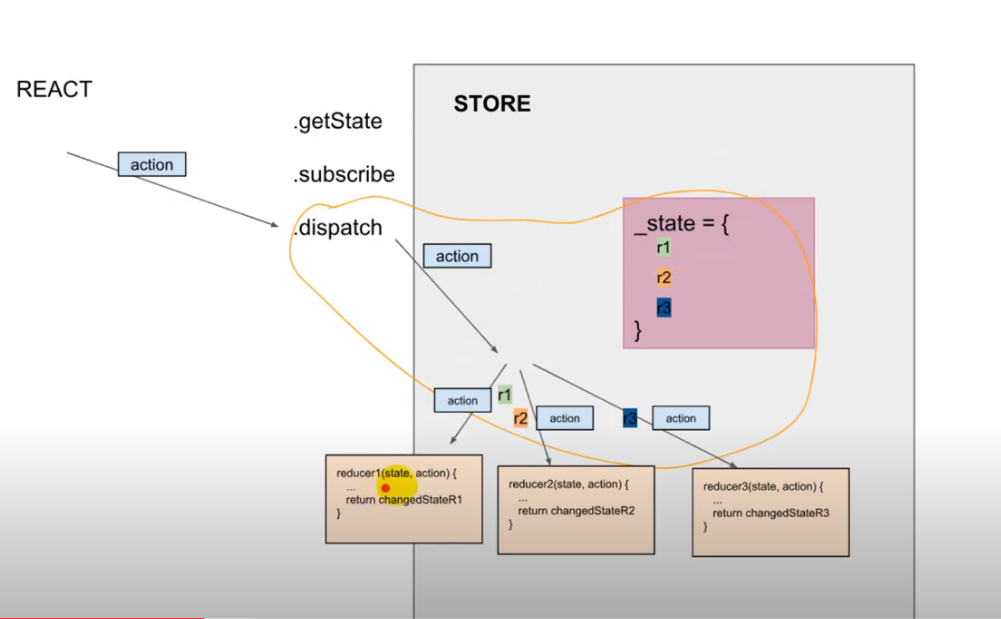 REACT
STORE
.getState
action
.subscribe
.dispatch
action
_state = {
r1
r2
r3
}
action
r1
r2
action
r3
action
reducer1(state, action) {
...
return changedStateR1
}
reducer2(state, action) {
...
return changedStateR2
}
reducer3(state, action) {
...
return changedStateR3
}